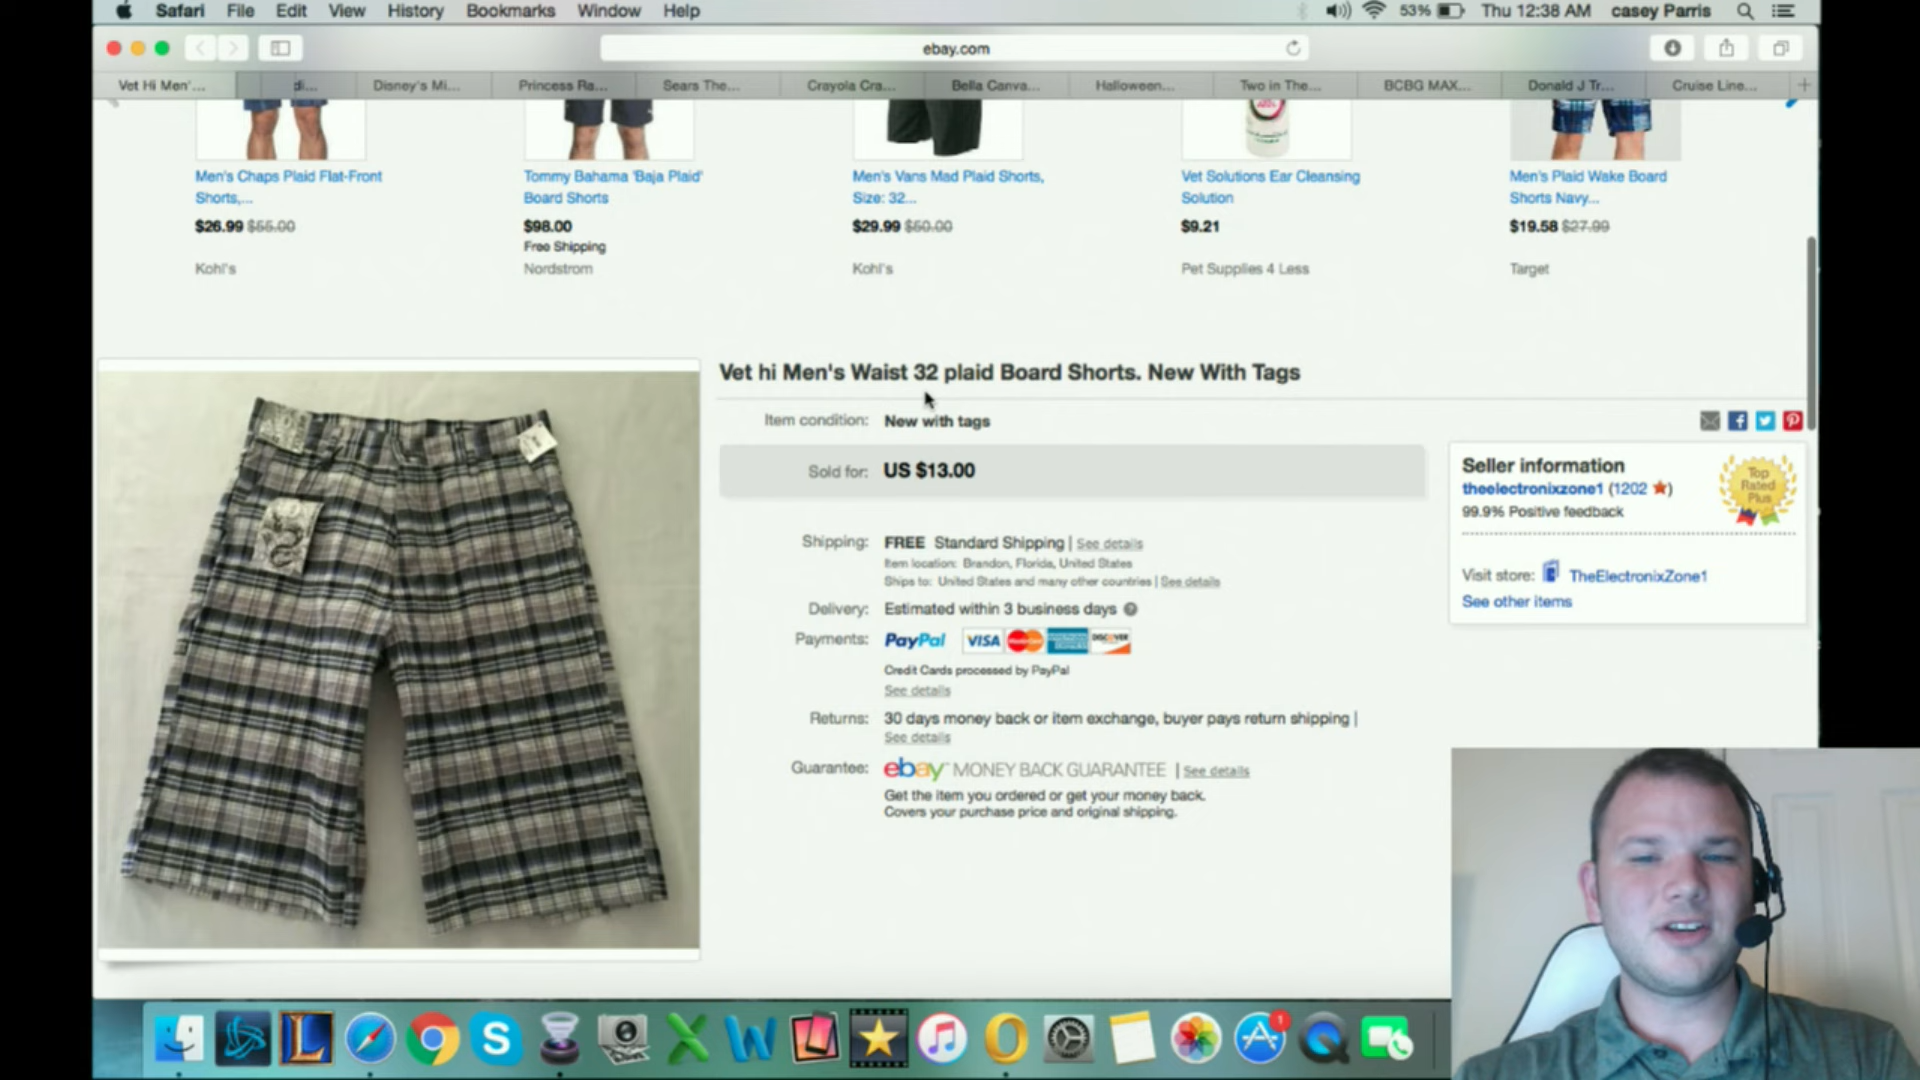 Safari File Edit View History Bookmarks Window Help 53% Thu 12:38 AM casey Parris
ebay.com
Vet Hi Men'... di... Disney's Mi... Princess Ra... Sears The... Crayola Cra... Bella Canva... Halloween... Two in The... BCBG MAX... Donald J Tr... Cruise Line...
Men's Chaps Plaid Flat-Front
Shorts,...
$26.99 $55.00
Kohl's
Tommy Bahama 'Baja Plaid'
Board Shorts
$98.00
Free Shipping
Nordstrom
Men's Vans Mad Plaid Shorts,
Size: 32...
$29.99 $50.00
Kohl's
Vet Solutions Ear Cleansing
Solution
$9.21
Pet Supplies 4 Less
Men's Plaid Wake Board
Shorts Navy...
$19.58 $27.99
Target
Vet hi Men's Waist 32 plaid Board Shorts. New With Tags
Item condition: New with tags
Sold for: US $13.00
Shipping: FREE Standard Shipping | See details
Item location: Brandon, Florida, United States
Ships to: United States and many other countries | See details
Delivery: Estimated within 3 business days
Payments: PayPal VISA MasterCard DISCOVER
Credit Cards processed by PayPal
See details
Returns: 30 days money back or item exchange, buyer pays return shipping |
See details
Guarantee: ebay MONEY BACK GUARANTEE | See details
Get the item you ordered or get your money back.
Covers your purchase price and original shipping.
Seller information
theelectronixzone1 (1202)
99.9% Positive feedback
Top
Rated
Plus
Visit store: TheElectronixZone1
See other items
1